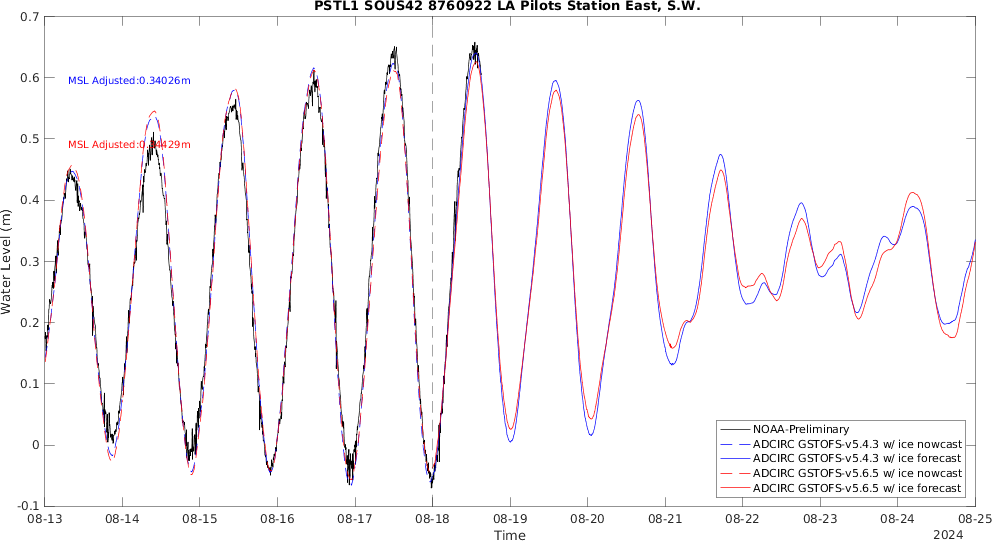 PSTL1 SOUS42 8760922 LA Pilots Station East, S.W.
0.7
0.6
0.5
0.4
0.3
0.2
0.1
0
-0.1
Water Level (m)
MSL Adjusted:0.34026m
MSL Adjusted:0.34429m
NOAA-Preliminary
ADCIRC GSTOFS-v5.4.3 w/ ice nowcast
ADCIRC GSTOFS-v5.4.3 w/ ice forecast
ADCIRC GSTOFS-v5.6.5 w/ ice nowcast
ADCIRC GSTOFS-v5.6.5 w/ ice forecast
08-13 08-14 08-15 08-16 08-17 08-18 08-19 08-20 08-21 08-22 08-23 08-24 08-25
Time
2024